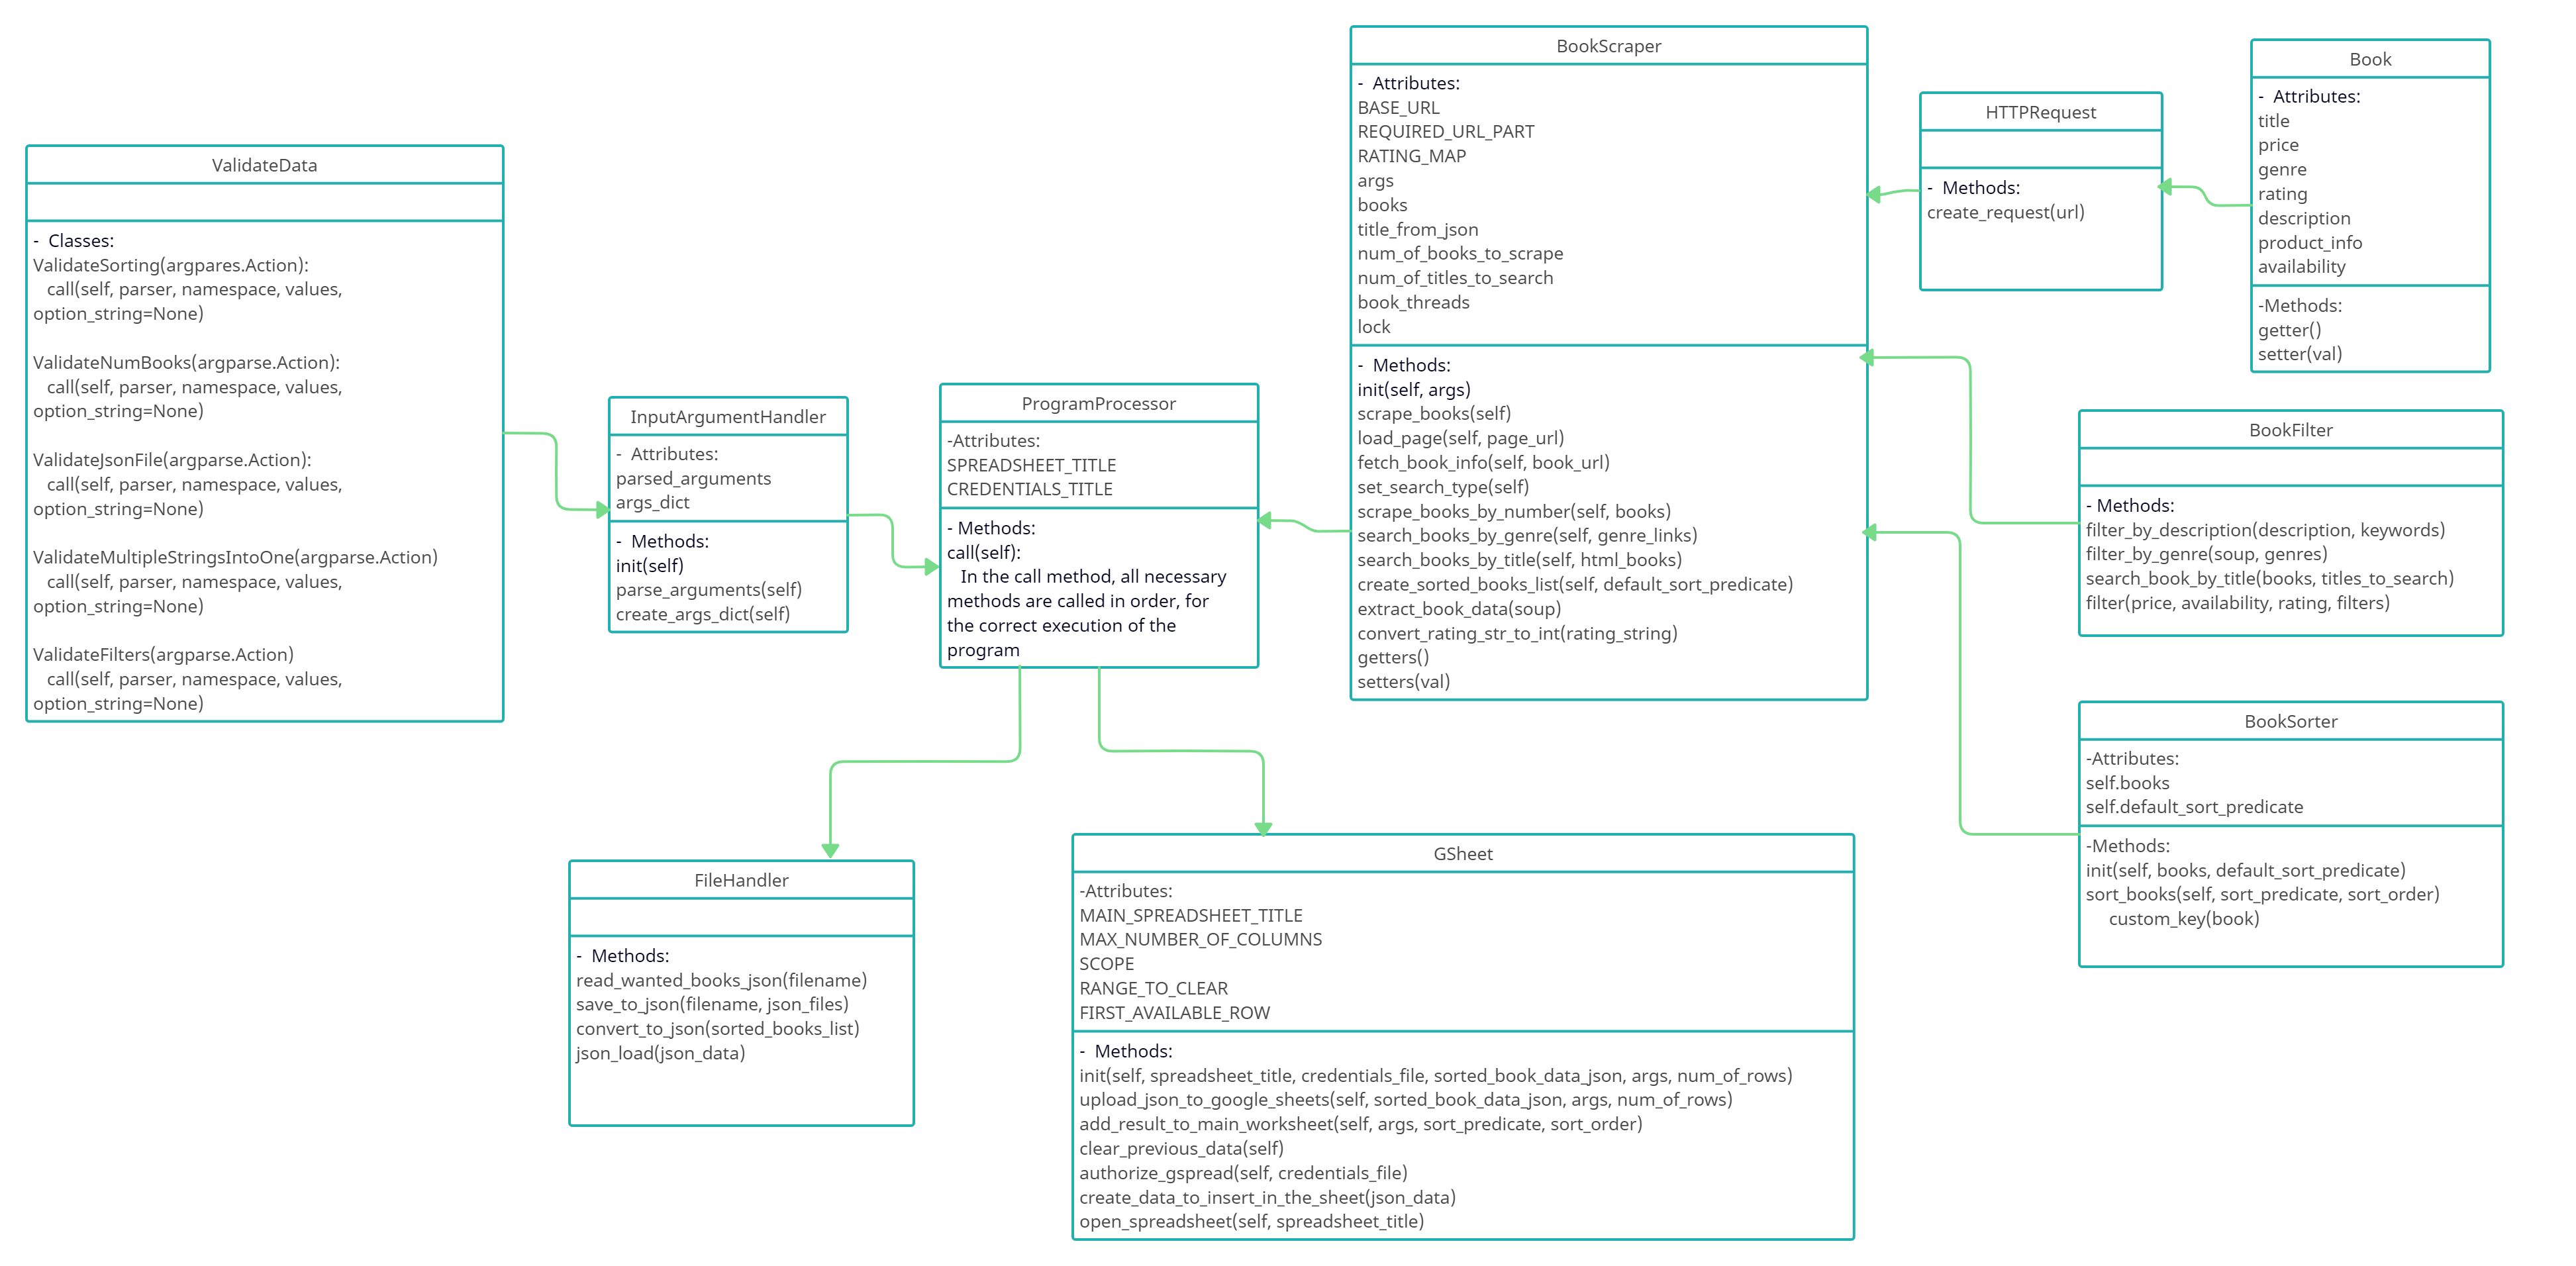 ValidateData
- Classes:
ValidateSorting(argpares.Action):
call(self, parser, namespace, values,
option_string=None)
ValidateNumBooks(argparse.Action):
call(self, parser, namespace, values,
option_string=None)
ValidateJsonFile(argparse.Action):
call(self, parser, namespace, values,
option_string=None)
ValidateMultipleStringsIntoOne(argparse.Action)
call(self, parser, namespace, values,
option_string=None)
ValidateFilters(argparse.Action)
call(self, parser, namespace, values,
option_string=None)
InputArgumentHandler
- Attributes:
parsed_arguments
args_dict
- Methods:
init(self)
parse_arguments(self)
create_args_dict(self)
ProgramProcessor
-Attributes:
SPREADSHEET_TITLE
CREDENTIALS_TITLE
- Methods:
call(self):
In the call method, all necessary
methods are called in order, for
the correct execution of the
program
BookScraper
- Attributes:
BASE_URL
REQUIRED_URL_PART
RATING_MAP
args
books
title_from_json
num_of_books_to_scrape
num_of_titles_to_search
book_threads
lock
- Methods:
init(self, args)
scrape_books(self)
load_page(self, page_url)
fetch_book_info(self, book_url)
set_search_type(self)
scrape_books_by_number(self, books)
search_books_by_genre(self, genre_links)
search_books_by_title(self, html_books)
create_sorted_books_list(self, default_sort_predicate)
extract_book_data(soup)
convert_rating_str_to_int(rating_string)
getters()
setters(val)
HTTPRequest
- Methods:
create_request(url)
Book
- Attributes:
title
price
genre
rating
description
product_info
availability
-Methods:
getter()
setter(val)
BookFilter
- Methods:
filter_by_description(description, keywords)
filter_by_genre(soup, genres)
search_book_by_title(books, titles_to_search)
filter(price, availability, rating, filters)
BookSorter
-Attributes:
self.books
self.default_sort_predicate
-Methods:
init(self, books, default_sort_predicate)
sort_books(self, sort_predicate, sort_order)
custom_key(book)
FileHandler
- Methods:
read_wanted_books_json(filename)
save_to_json(filename, json_files)
convert_to_json(sorted_books_list)
json_load(json_data)
GSheet
-Attributes:
MAIN_SPREADSHEET_TITLE
MAX_NUMBER_OF_COLUMNS
SCOPE
RANGE_TO_CLEAR
FIRST_AVAILABLE_ROW
- Methods:
init(self, spreadsheet_title, credentials_file, sorted_book_data_json, args, num_of_rows)
upload_json_to_google_sheets(self, sorted_book_data_json, args, num_of_rows)
add_result_to_main_worksheet(self, args, sort_predicate, sort_order)
clear_previous_data(self)
authorize_gspread(self, credentials_file)
create_data_to_insert_in_the_sheet(json_data)
open_spreadsheet(self, spreadsheet_title)